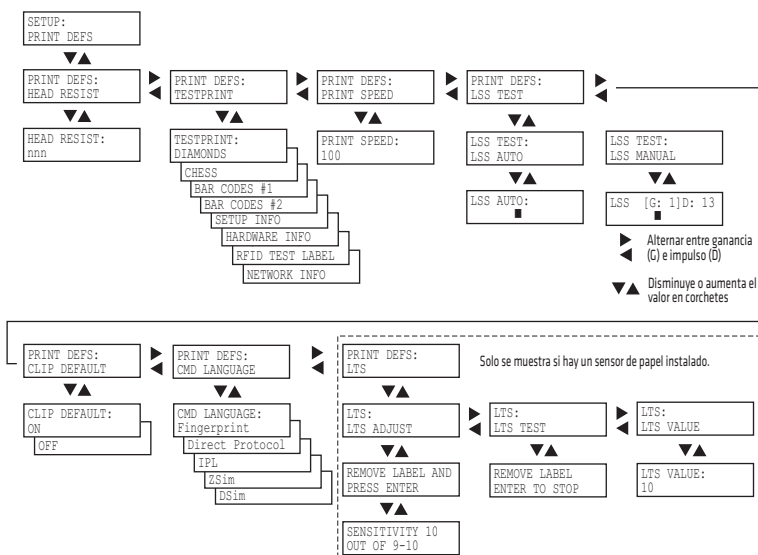 SETUP:
PRINT DEFS
PRINT DEFS:
HEAD RESIST
HEAD RESIST:
nnn
PRINT DEFS:
TESTPRINT
TESTPRINT:
DIAMONDS
CHESS
BAR CODES #1
BAR CODES #2
SETUP INFO
HARDWARE INFO
RFID TEST LABEL
NETWORK INFO
PRINT DEFS:
PRINT SPEED
PRINT SPEED:
100
PRINT DEFS:
LSS TEST
LSS TEST:
LSS AUTO
LSS AUTO:
LSS TEST:
LSS MANUAL
LSS [G: 1]D: 13
Alternar entre ganancia
(G) e impulso (D)
Disminuye o aumenta el
valor en corchetes
PRINT DEFS:
CLIP DEFAULT
CLIP DEFAULT:
ON
OFF
PRINT DEFS:
CMD LANGUAGE
CMD LANGUAGE:
Fingerprint
Direct Protocol
IPL
ZSim
DSim
PRINT DEFS:
LTS
Solo se muestra si hay un sensor de papel instalado.
LTS:
LTS ADJUST
REMOVE LABEL AND
PRESS ENTER
SENSITIVITY 10
OUT OF 9-10
LTS:
LTS TEST
REMOVE LABEL
ENTER TO STOP
LTS:
LTS VALUE
LTS VALUE:
10